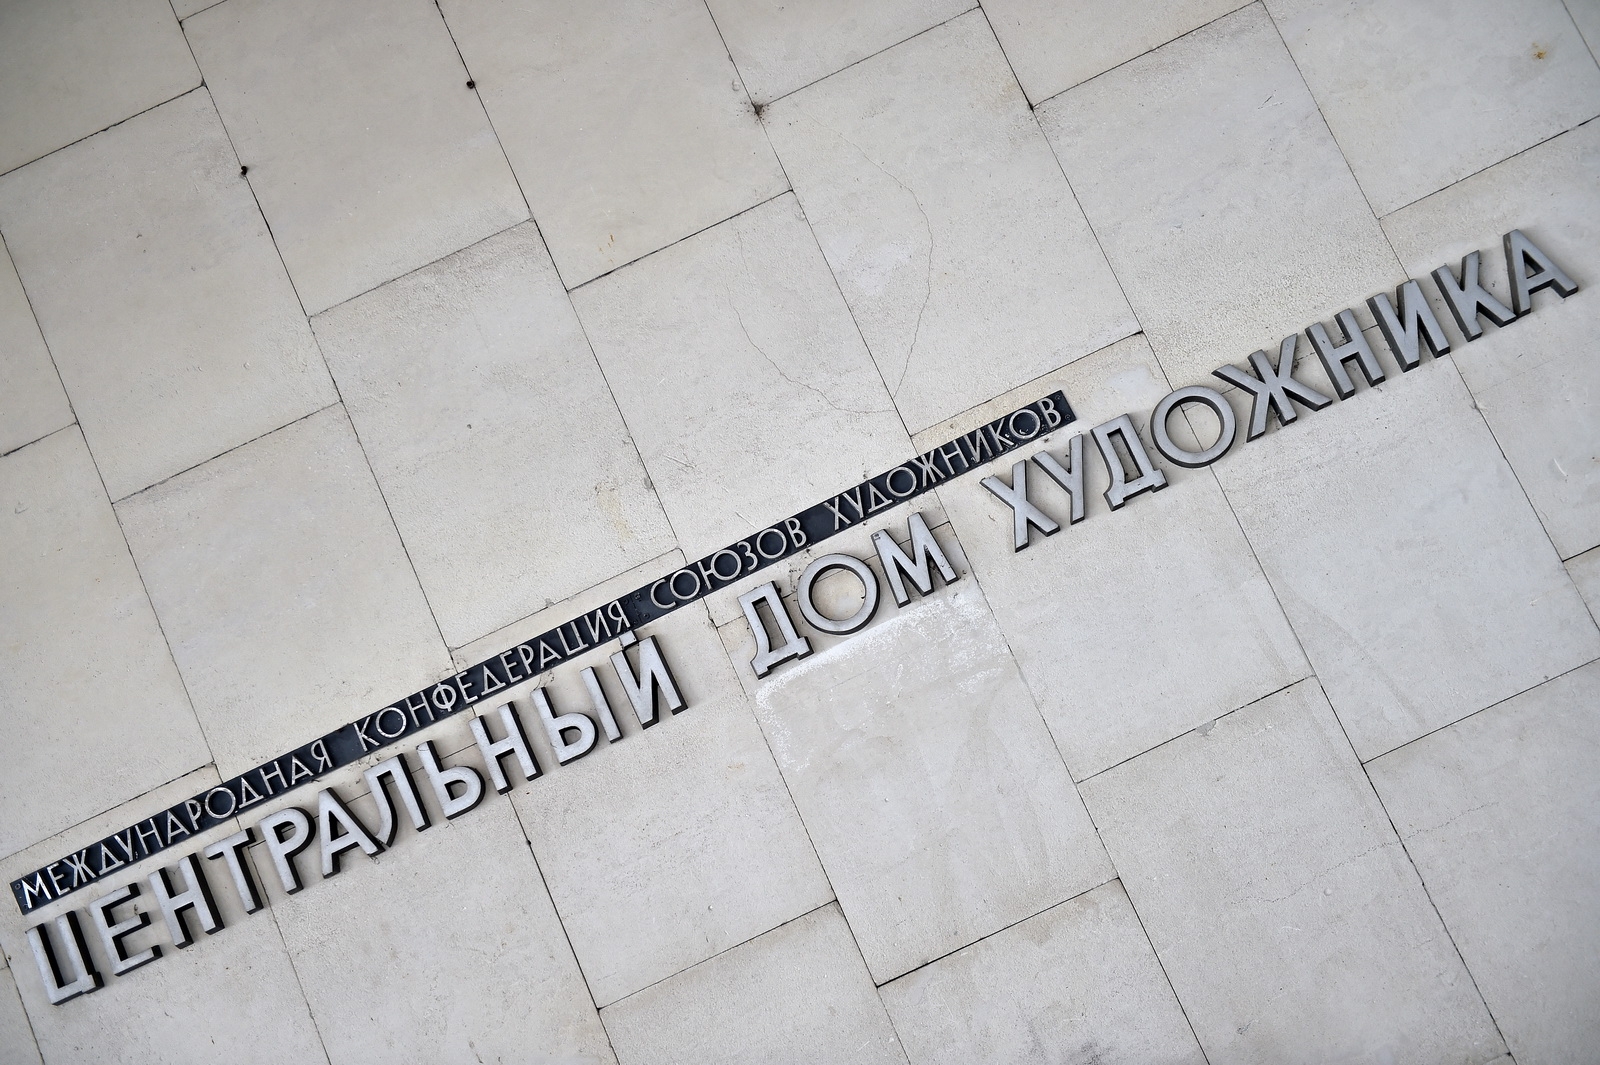 МЕЖДУНАРОДНАЯ КОНФЕДЕРАЦИЯ СОЮЗОВ ХУДОЖНИКОВ
ЦЕНТРАЛЬНЫЙ ДОМ ХУДОЖНИКА